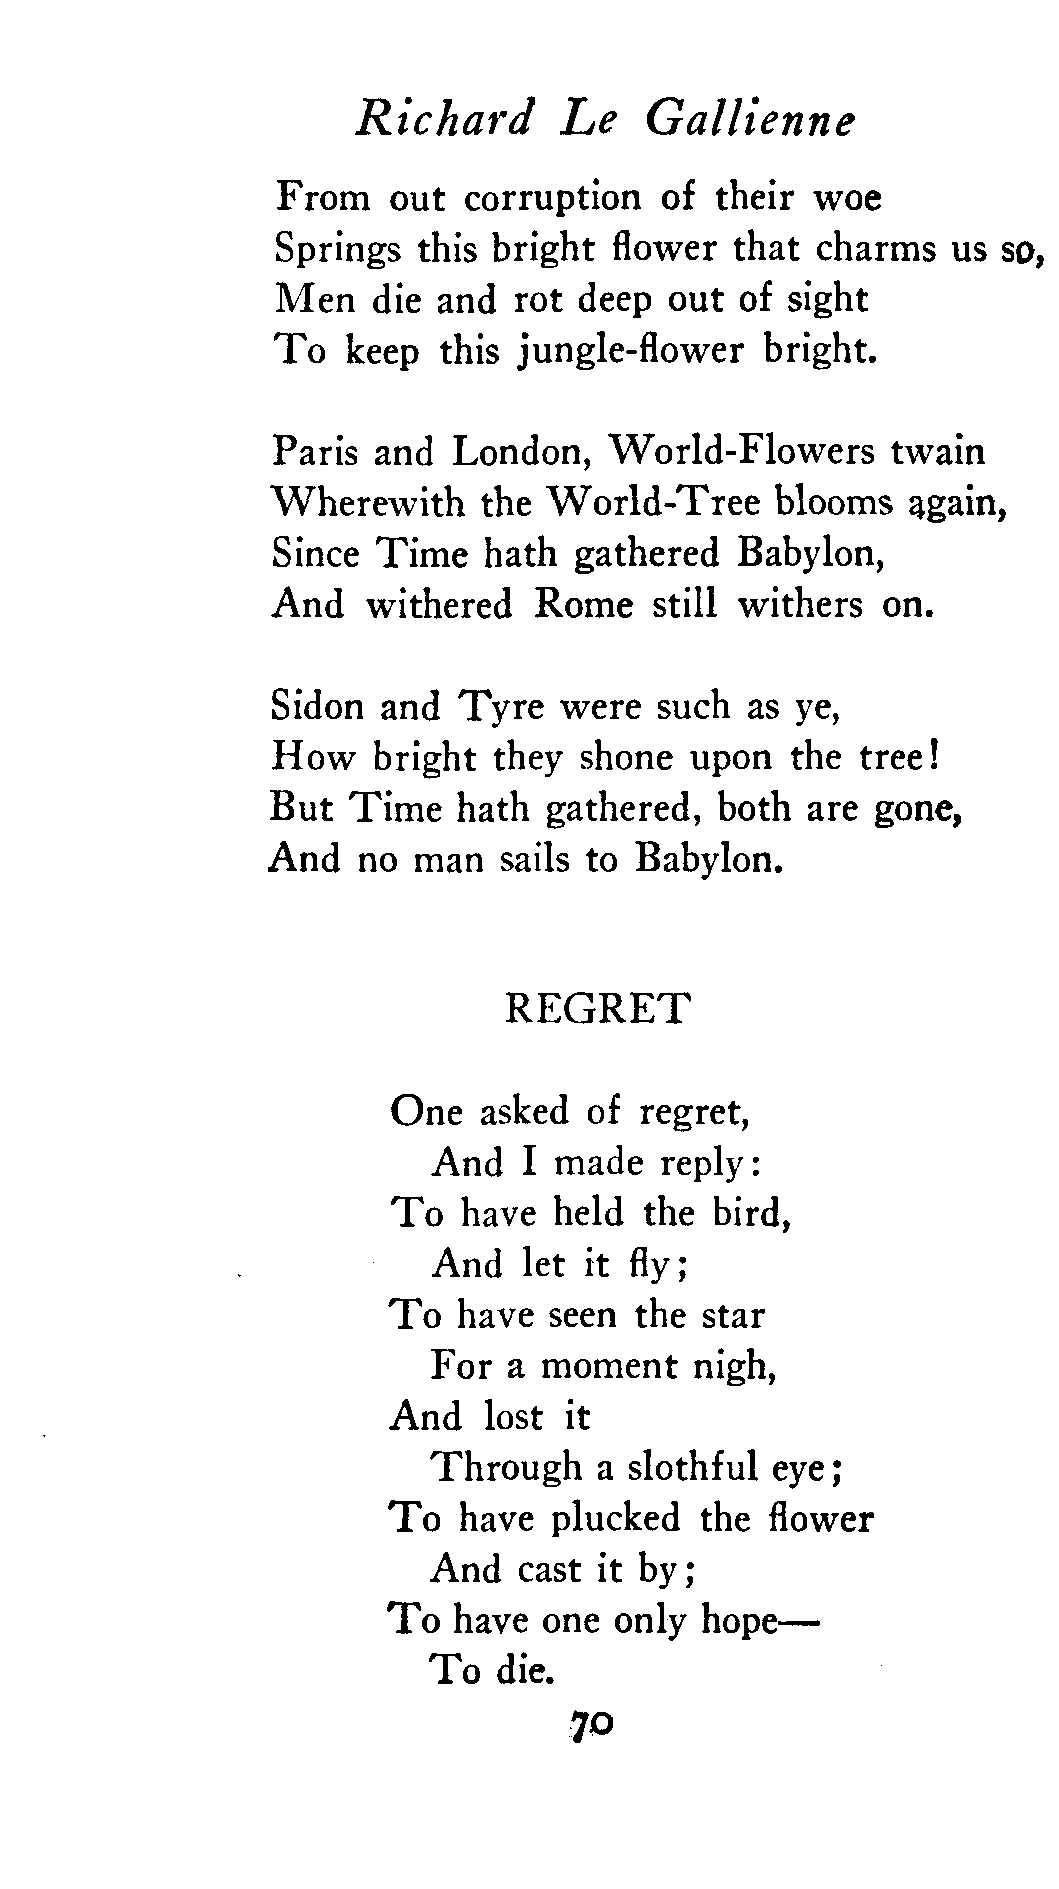 Richard Le Gallienne
From out corruption of their woe
Springs this bright flower that charms us so,
Men die and rot deep out of sight
To keep this jungle-flower bright.
Paris and London, World-Flowers twain
Wherewith the World-Tree blooms again,
Since Time hath gathered Babylon,
And withered Rome still withers on.
Sidon and Tyre were such as ye,
How bright they shone upon the tree!
But Time hath gathered, both are gone,
And no man sails to Babylon.
REGRET
One asked of regret,
And I made reply:
To have held the bird,
And let it fly;
To have seen the star
For a moment nigh,
And lost it
Through a slothful eye;
To have plucked the flower
And cast it by;
To have one only hope—
To die.
70